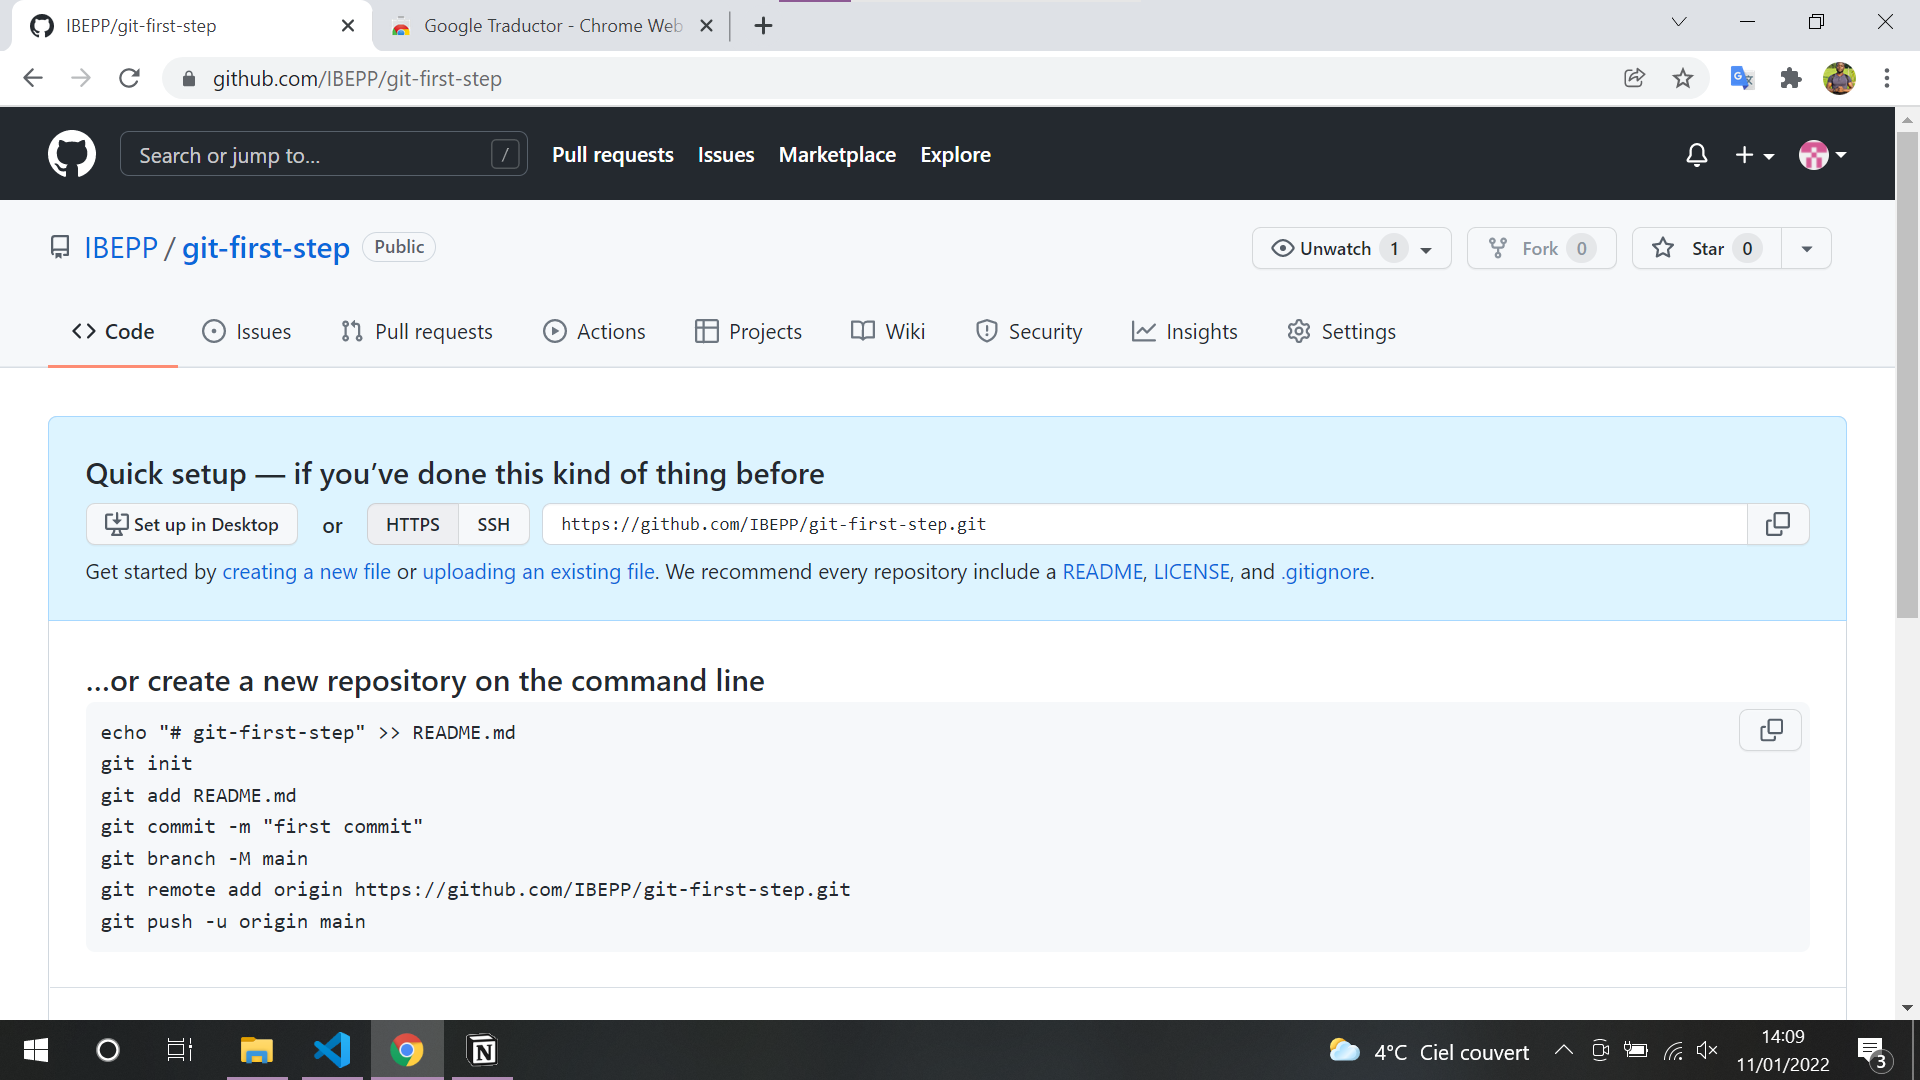 IBEPP/git-first-step
Google Traductor - Chrome Web
github.com/IBEPP/git-first-step
Search or jump to... /
Pull requests Issues Marketplace Explore
IBEPP / git-first-step Public
Unwatch 1 Fork 0 Star 0
Code Issues Pull requests Actions Projects Wiki Security Insights Settings
Quick setup — if you’ve done this kind of thing before
Set up in Desktop or HTTPS SSH https://github.com/IBEPP/git-first-step.git
Get started by creating a new file or uploading an existing file. We recommend every repository include a README, LICENSE, and .gitignore.
…or create a new repository on the command line
echo "# git-first-step" >> README.md
git init
git add README.md
git commit -m "first commit"
git branch -M main
git remote add origin https://github.com/IBEPP/git-first-step.git
git push -u origin main
4°C Ciel couvert
14:09
11/01/2022
3